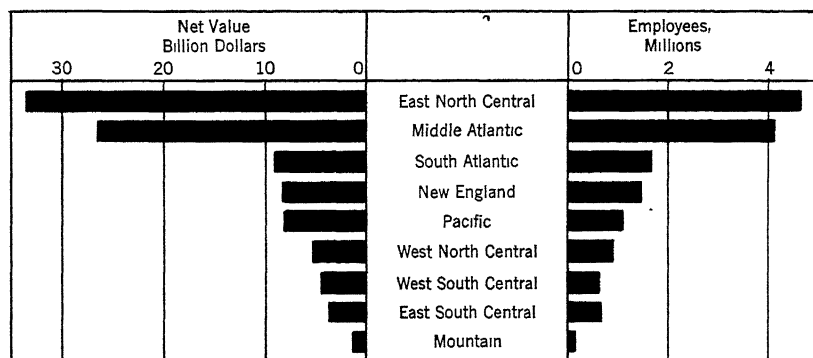 Net Value
Billion Dollars
Employees,
Millions
30 20 10 0
0 2 4
East North Central
Middle Atlantic
South Atlantic
New England
Pacific
West North Central
West South Central
East South Central
Mountain